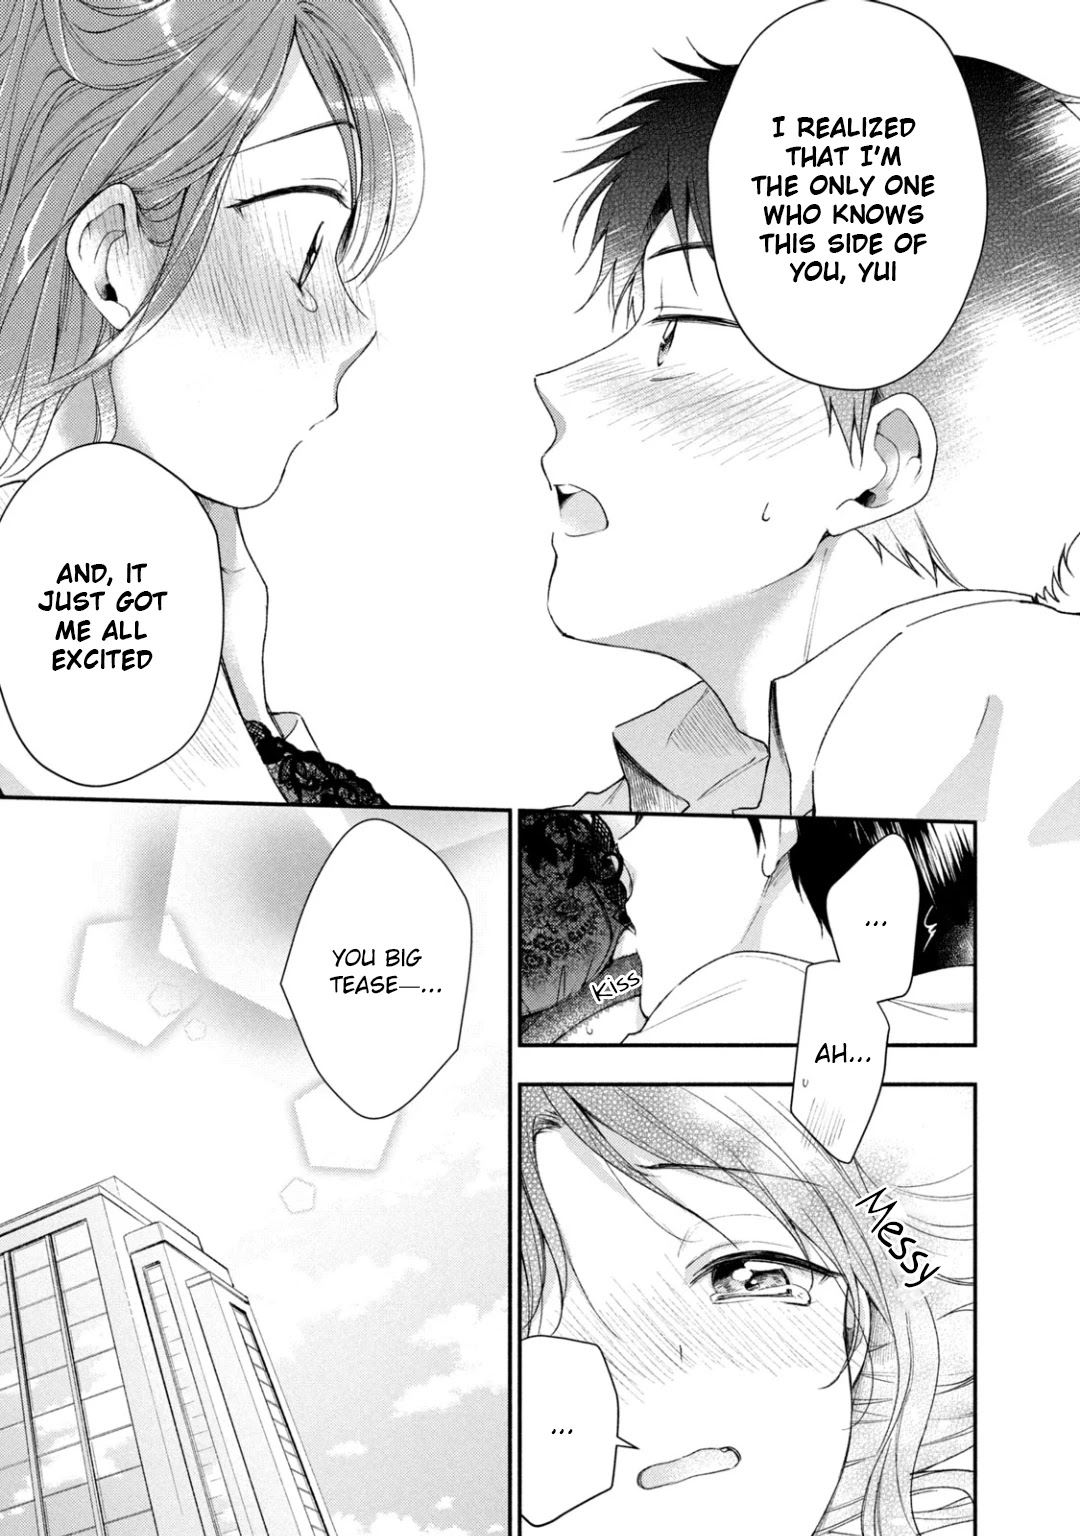 I REALIZED
THAT I'M
THE ONLY ONE
WHO KNOWS
THIS SIDE OF
YOU, YUI
AND, IT
JUST GOT
ME ALL
EXCITED
...
Kiss
AH...
Messy
...
YOU BIG
TEASE—...